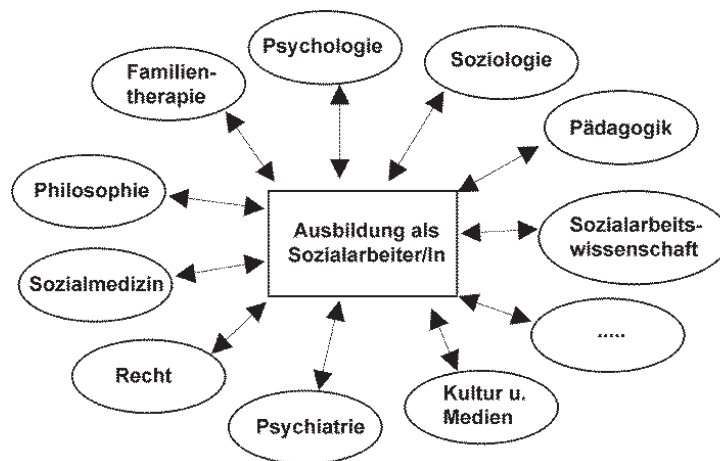 Psychologie
Soziologie
Familien-
therapie
Pädagogik
Philosophie
Ausbildung als
Sozialarbeiter/In
Sozialarbeits-
wissenschaft
Sozialmedizin
.....
Recht
Kultur u.
Medien
Psychiatrie